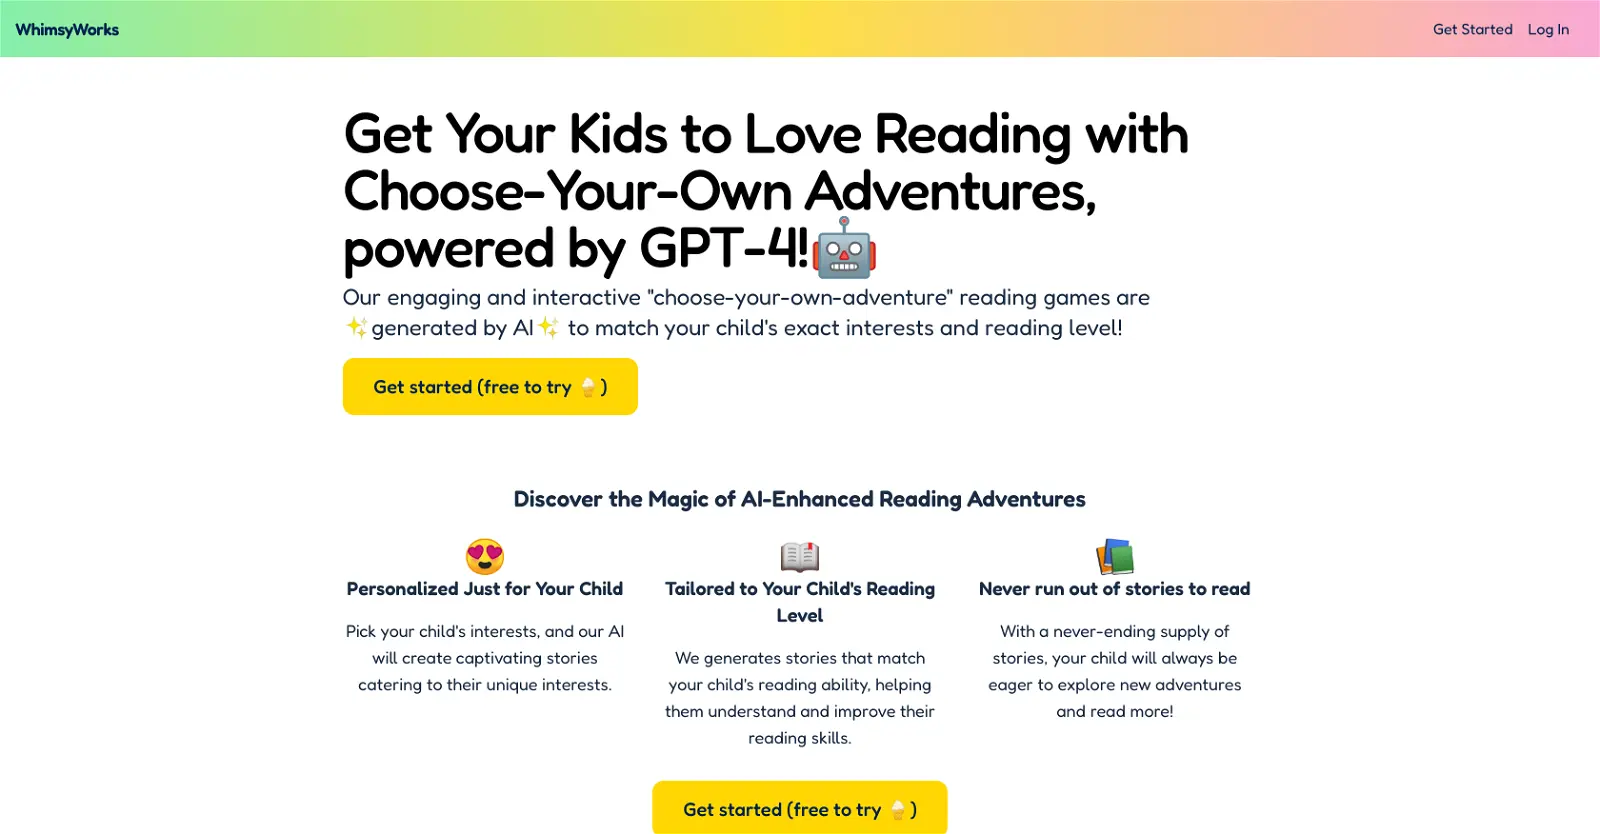 WhimsyWorks
Get Started Log In
Get Your Kids to Love Reading with
Choose-Your-Own Adventures,
powered by GPT-4!🤖
Our engaging and interactive "choose-your-own-adventure" reading games are
✨generated by AI✨ to match your child's exact interests and reading level!
Get started (free to try 🍦)
Discover the Magic of AI-Enhanced Reading Adventures
Personalized Just for Your Child
Pick your child's interests, and our AI
will create captivating stories
catering to their unique interests.
Tailored to Your Child's Reading
Level
We generates stories that match
your child's reading ability, helping
them understand and improve their
reading skills.
Never run out of stories to read
With a never-ending supply of
stories, your child will always be
eager to explore new adventures
and read more!
Get started (free to try 🍦)